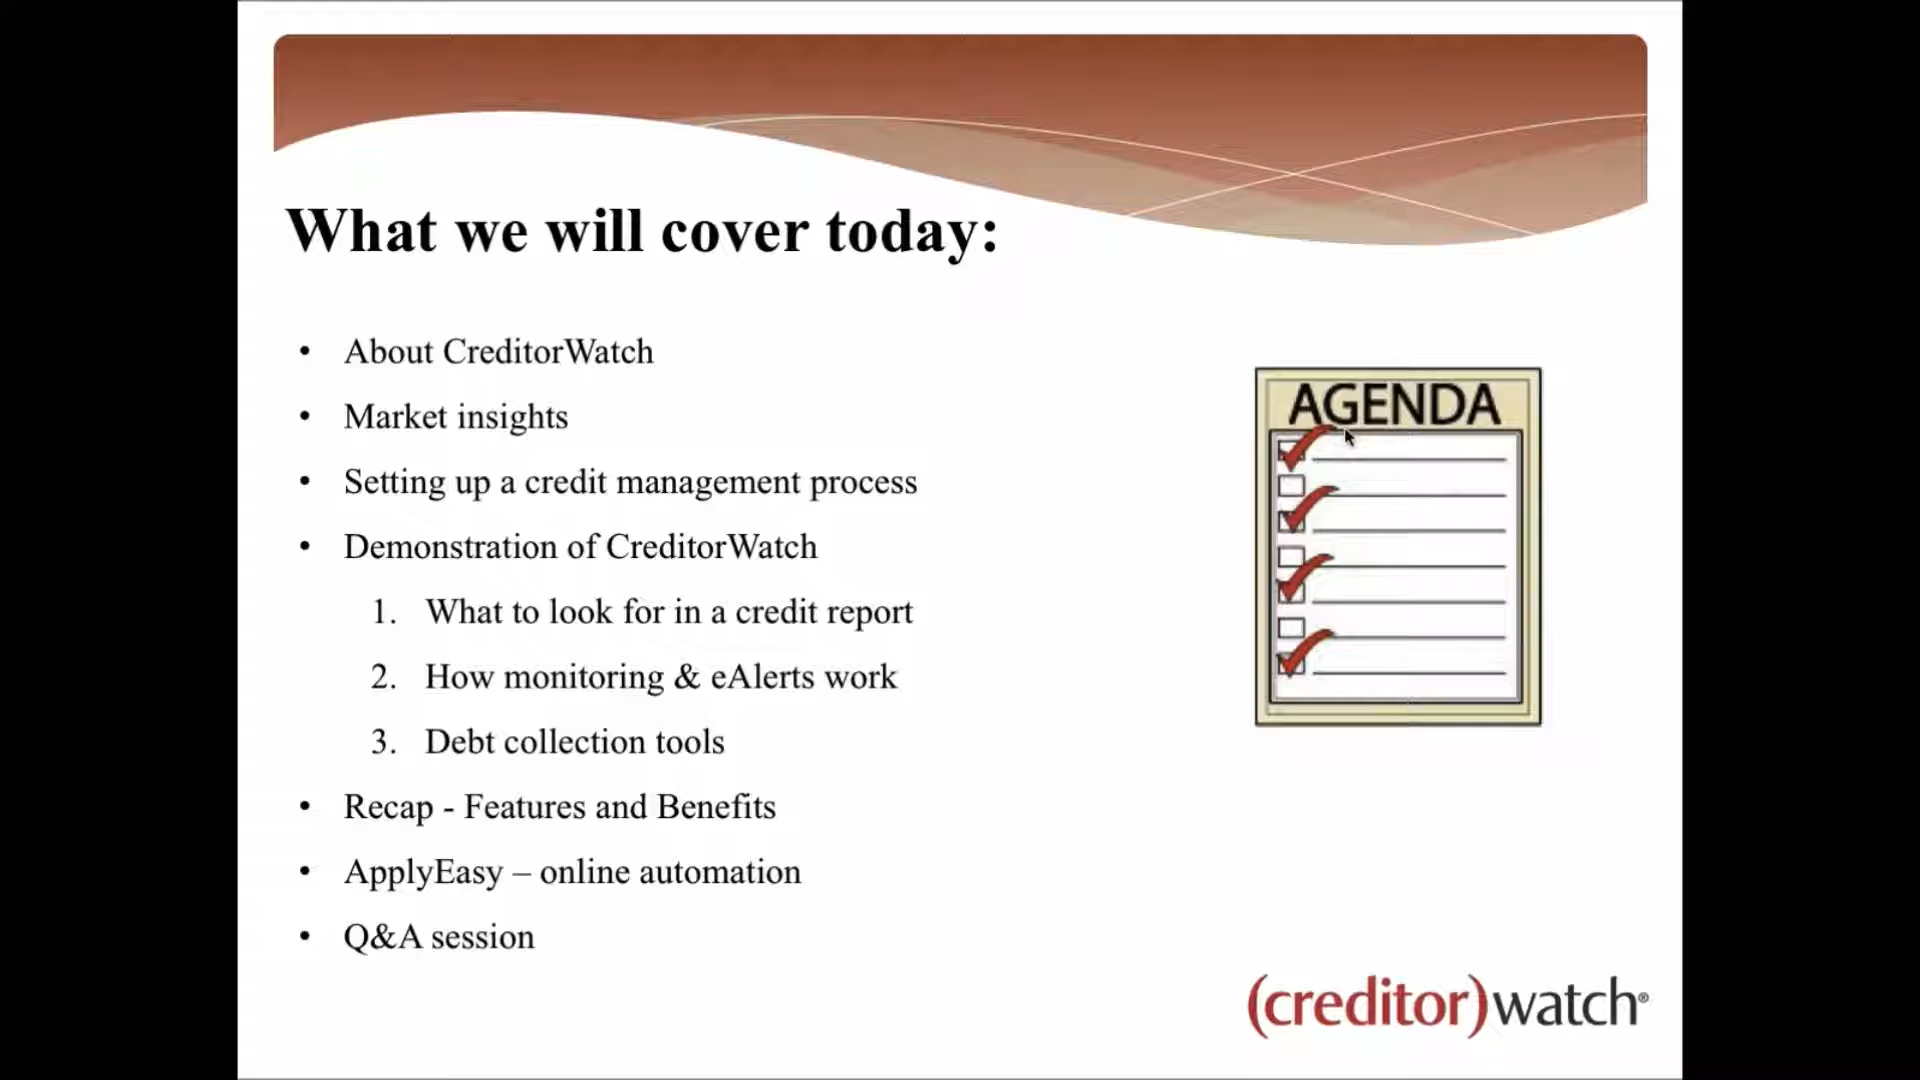 What we will cover today:
• About CreditorWatch
• Market insights
• Setting up a credit management process
• Demonstration of CreditorWatch
1. What to look for in a credit report
2. How monitoring & eAlerts work
3. Debt collection tools
• Recap - Features and Benefits
• ApplyEasy – online automation
• Q&A session
AGENDA
(creditor)watch®